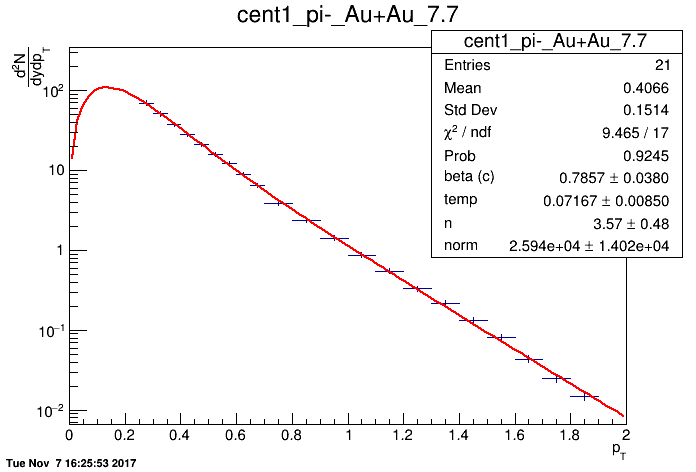 cent1_pi-_Au+Au_7.7
cent1_pi-_Au+Au_7.7
Entries 21
Mean 0.4066
Std Dev 0.1514
χ² / ndf 9.465 / 17
Prob 0.9245
beta (c) 0.7857 ± 0.0380
temp 0.07167 ± 0.00850
n 3.57 ± 0.48
norm 2.594e+04 ± 1.402e+04
d²N
dydp_T
10²
10
1
10⁻¹
10⁻²
0 0.2 0.4 0.6 0.8 1 1.2 1.4 1.6 1.8 2
p_T
Tue Nov 7 16:25:53 2017